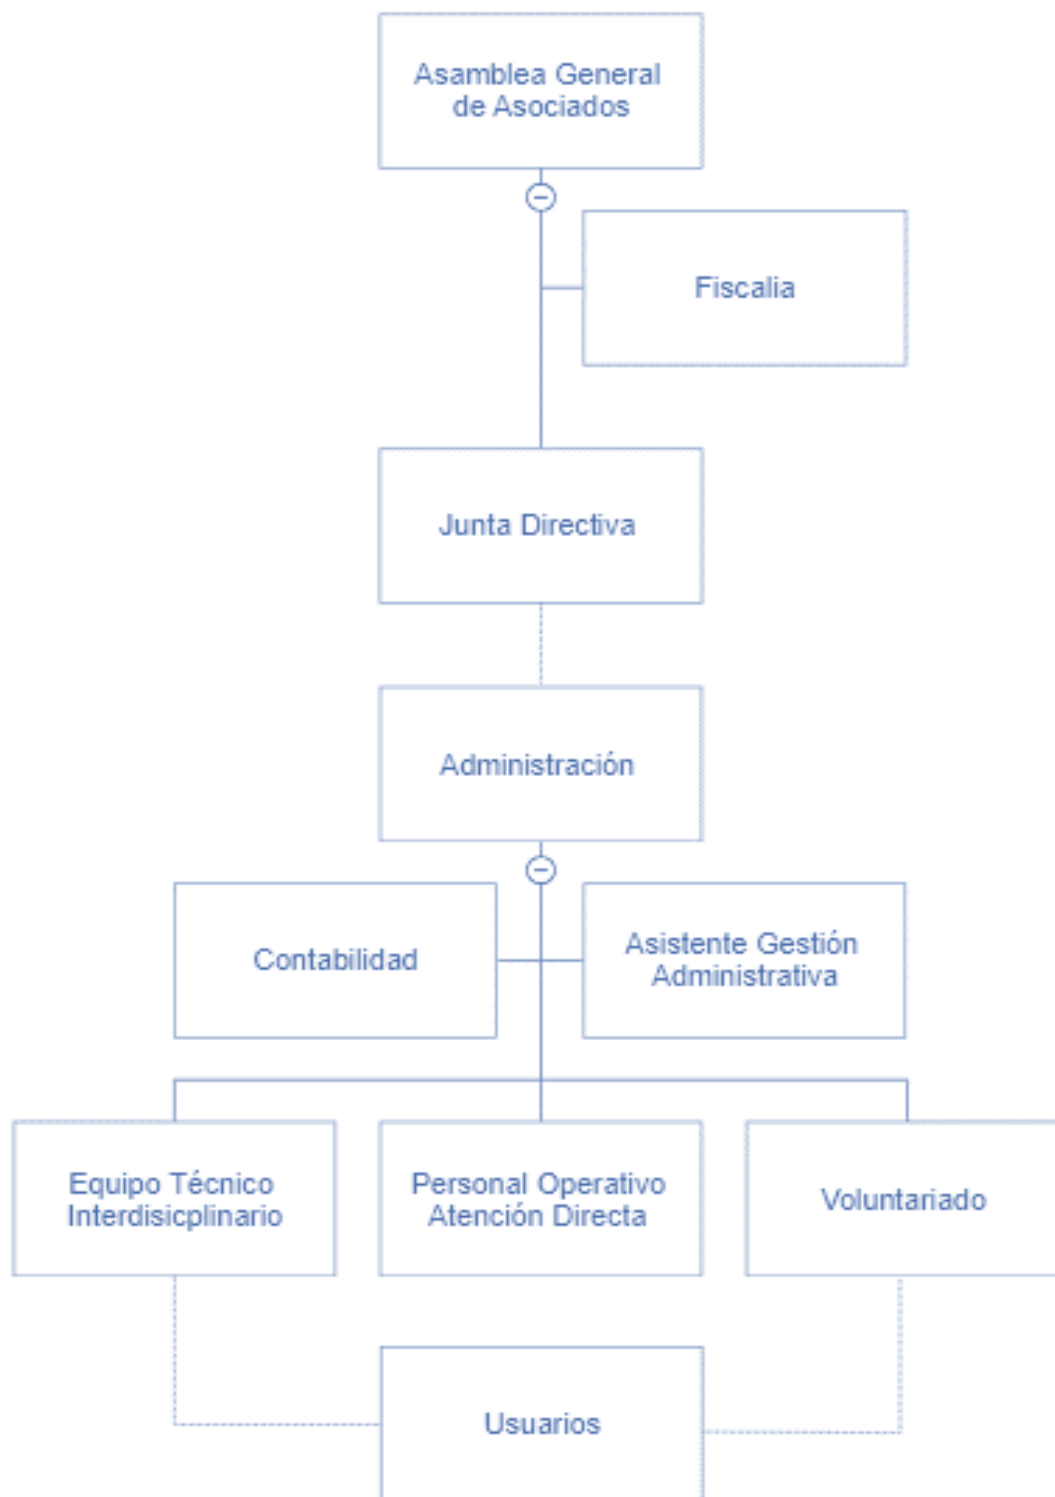 Asamblea General
de Asociados
Fiscalia
Junta Directiva
Administración
Contabilidad
Asistente Gestión
Administrativa
Equipo Técnico
Interdisicplinario
Personal Operativo
Atención Directa
Voluntariado
Usuarios